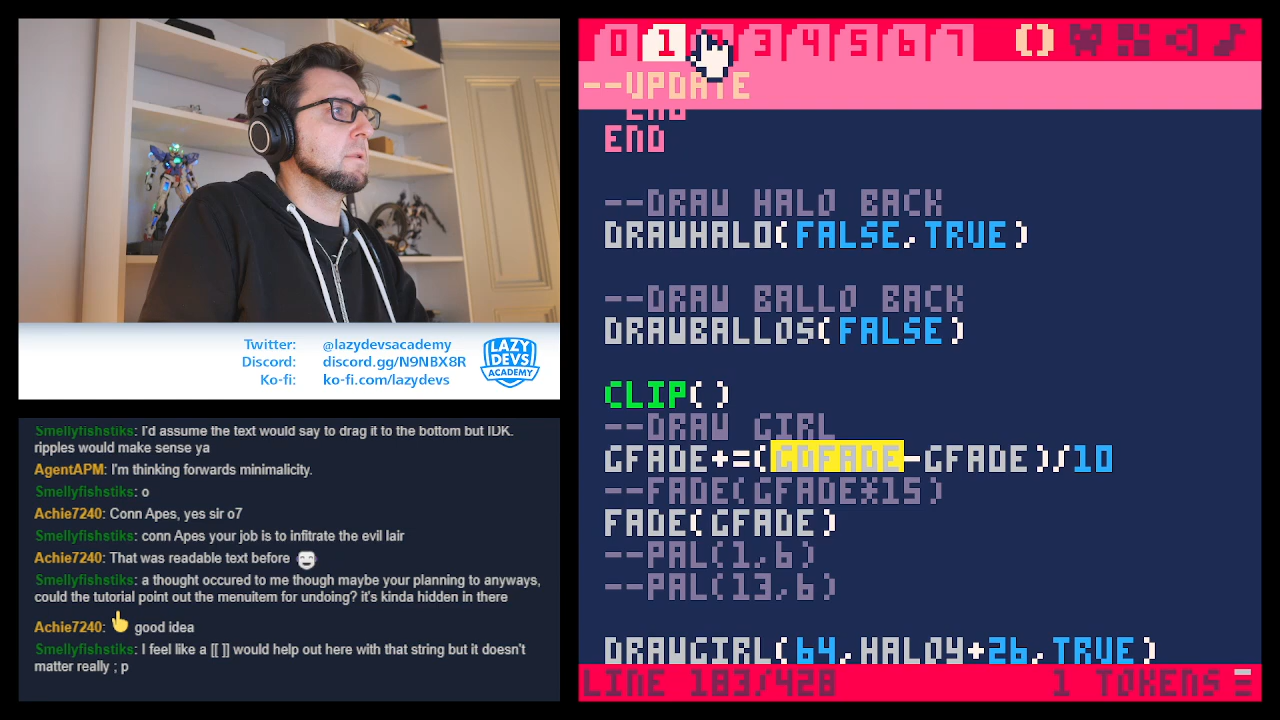 Twitter: @lazydevsacademy
Discord: discord.gg/N9NBX8R
Ko-fi: ko-fi.com/lazydevs
LAZY
DEVS
ACADEMY
Smellyfishstiks: I'd assume the text would say to drag it to the bottom but IDK.
ripples would make sense ya
AgentAPM: I'm thinking forwards minimalicity.
Smellyfishstiks: o
Achie7240: Conn Apes, yes sir o7
Smellyfishstiks: conn Apes your job is to infitrate the evil lair
Achie7240: That was readable text before
Smellyfishstiks: a thought occured to me though maybe your planning to anyways,
could the tutorial point out the menuitem for undoing? it's kinda hidden in there
Achie7240: good idea
Smellyfishstiks: I feel like a [[ ]] would help out here with that string but it doesn't
matter really ; p
0 1 3 4 5 6 7 ()
--UPDATE
END
END
--DRAW HALO BACK
DRAWHALO(FALSE,TRUE)
--DRAW BALLO BACK
DRAWBALLOS(FALSE)
CLIP()
--DRAW GIRL
GFADE+=(GDFADE-GFADE)/10
--FADE(GFADE*15)
FADE(GFADE)
--PAL(1,6)
--PAL(13,6)
DRAWGIRL(64,HALOY+26,TRUE)
LINE 183/428 1 TOKENS